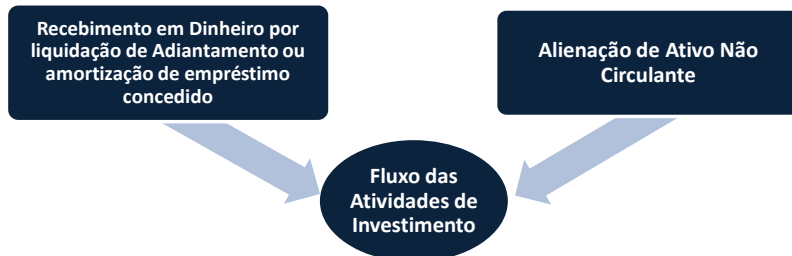 Recebimento em Dinheiro por
liquidação de Adiantamento ou
amortização de empréstimo
concedido
Alienação de Ativo Não
Circulante
Fluxo das
Atividades de
Investimento